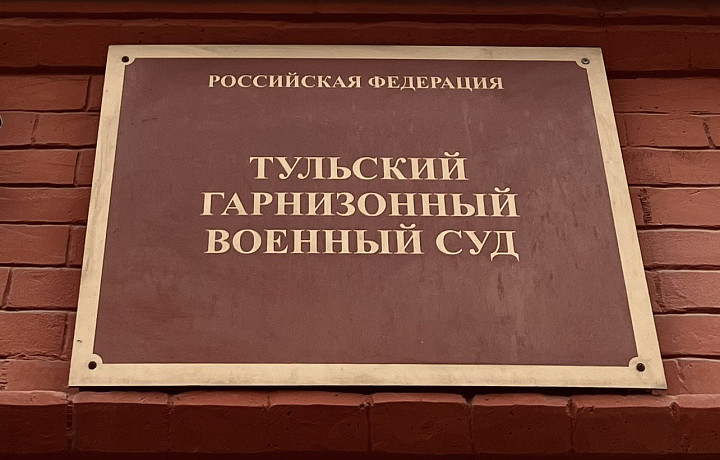 РОССИЙСКАЯ ФЕДЕРАЦИЯ
ТУЛЬСКИЙ
ГАРНИЗОННЫЙ
ВОЕННЫЙ СУД